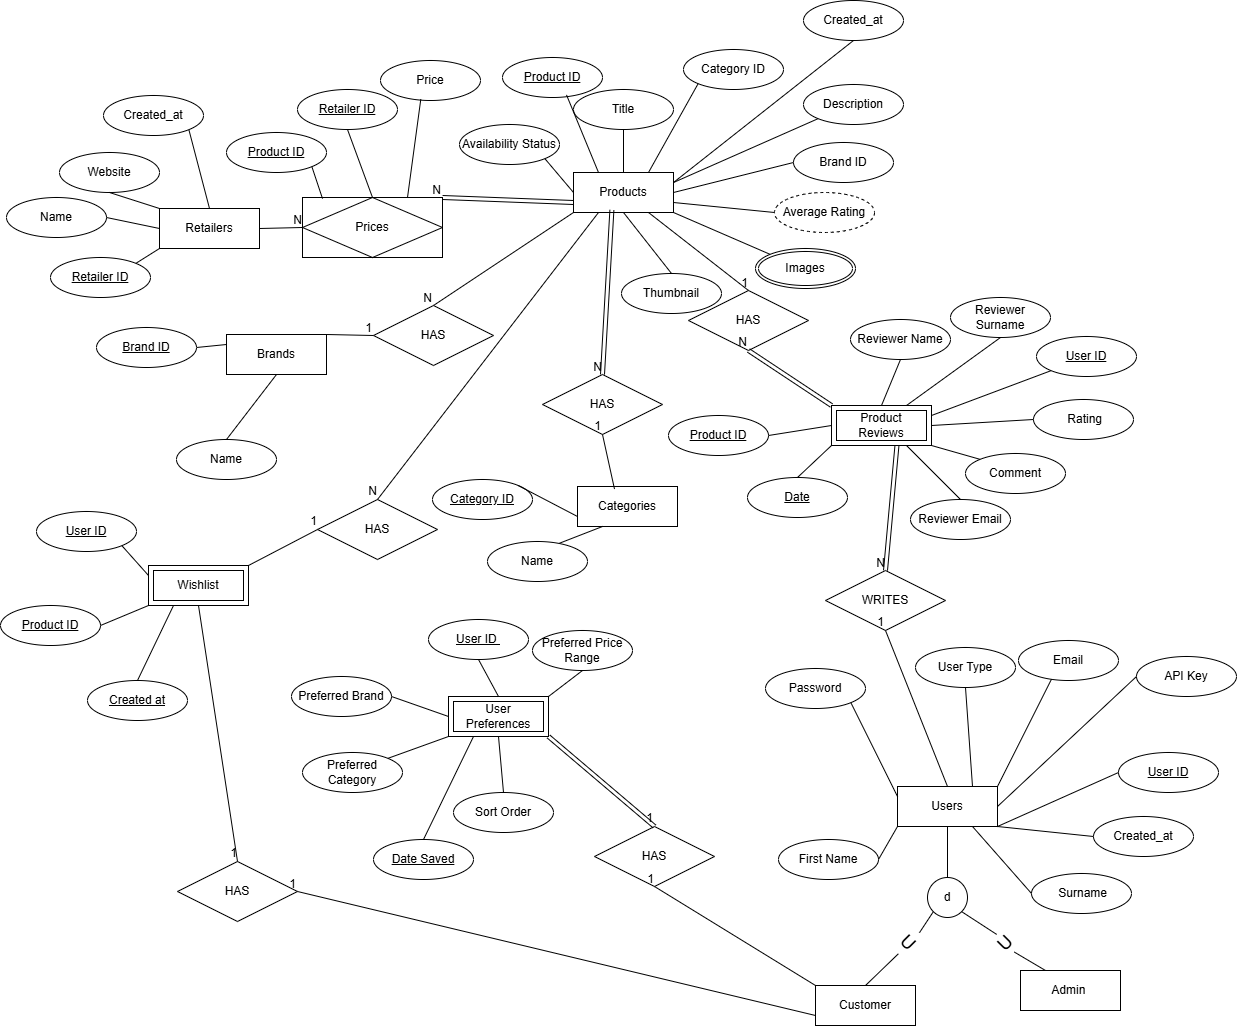 Created_at
Price
Product ID
Category ID
Retailer ID
Title
Description
Created_at
Product ID
Availability Status
Brand ID
Website
N
Products
Average Rating
Name
N
Prices
Retailers
Images
Retailer ID
1
Thumbnail
N
Reviewer
Surname
HAS
1
HAS
N
Reviewer Name
User ID
Brand ID
Brands
N
HAS
1
Product
Reviews
Rating
Product ID
Name
Comment
N
Category ID
Categories
Date
Reviewer Email
1
HAS
User ID
Name
N
Wishlist
WRITES
1
Product ID
User ID
Preferred Price
Range
User Type
Email
API Key
Password
Preferred Brand
Created at
User
Preferences
Preferred
Category
User ID
Sort Order
Users
1
Created_at
1
HAS
Date Saved
First Name
1
HAS
1
Surname
d
Customer
Admin